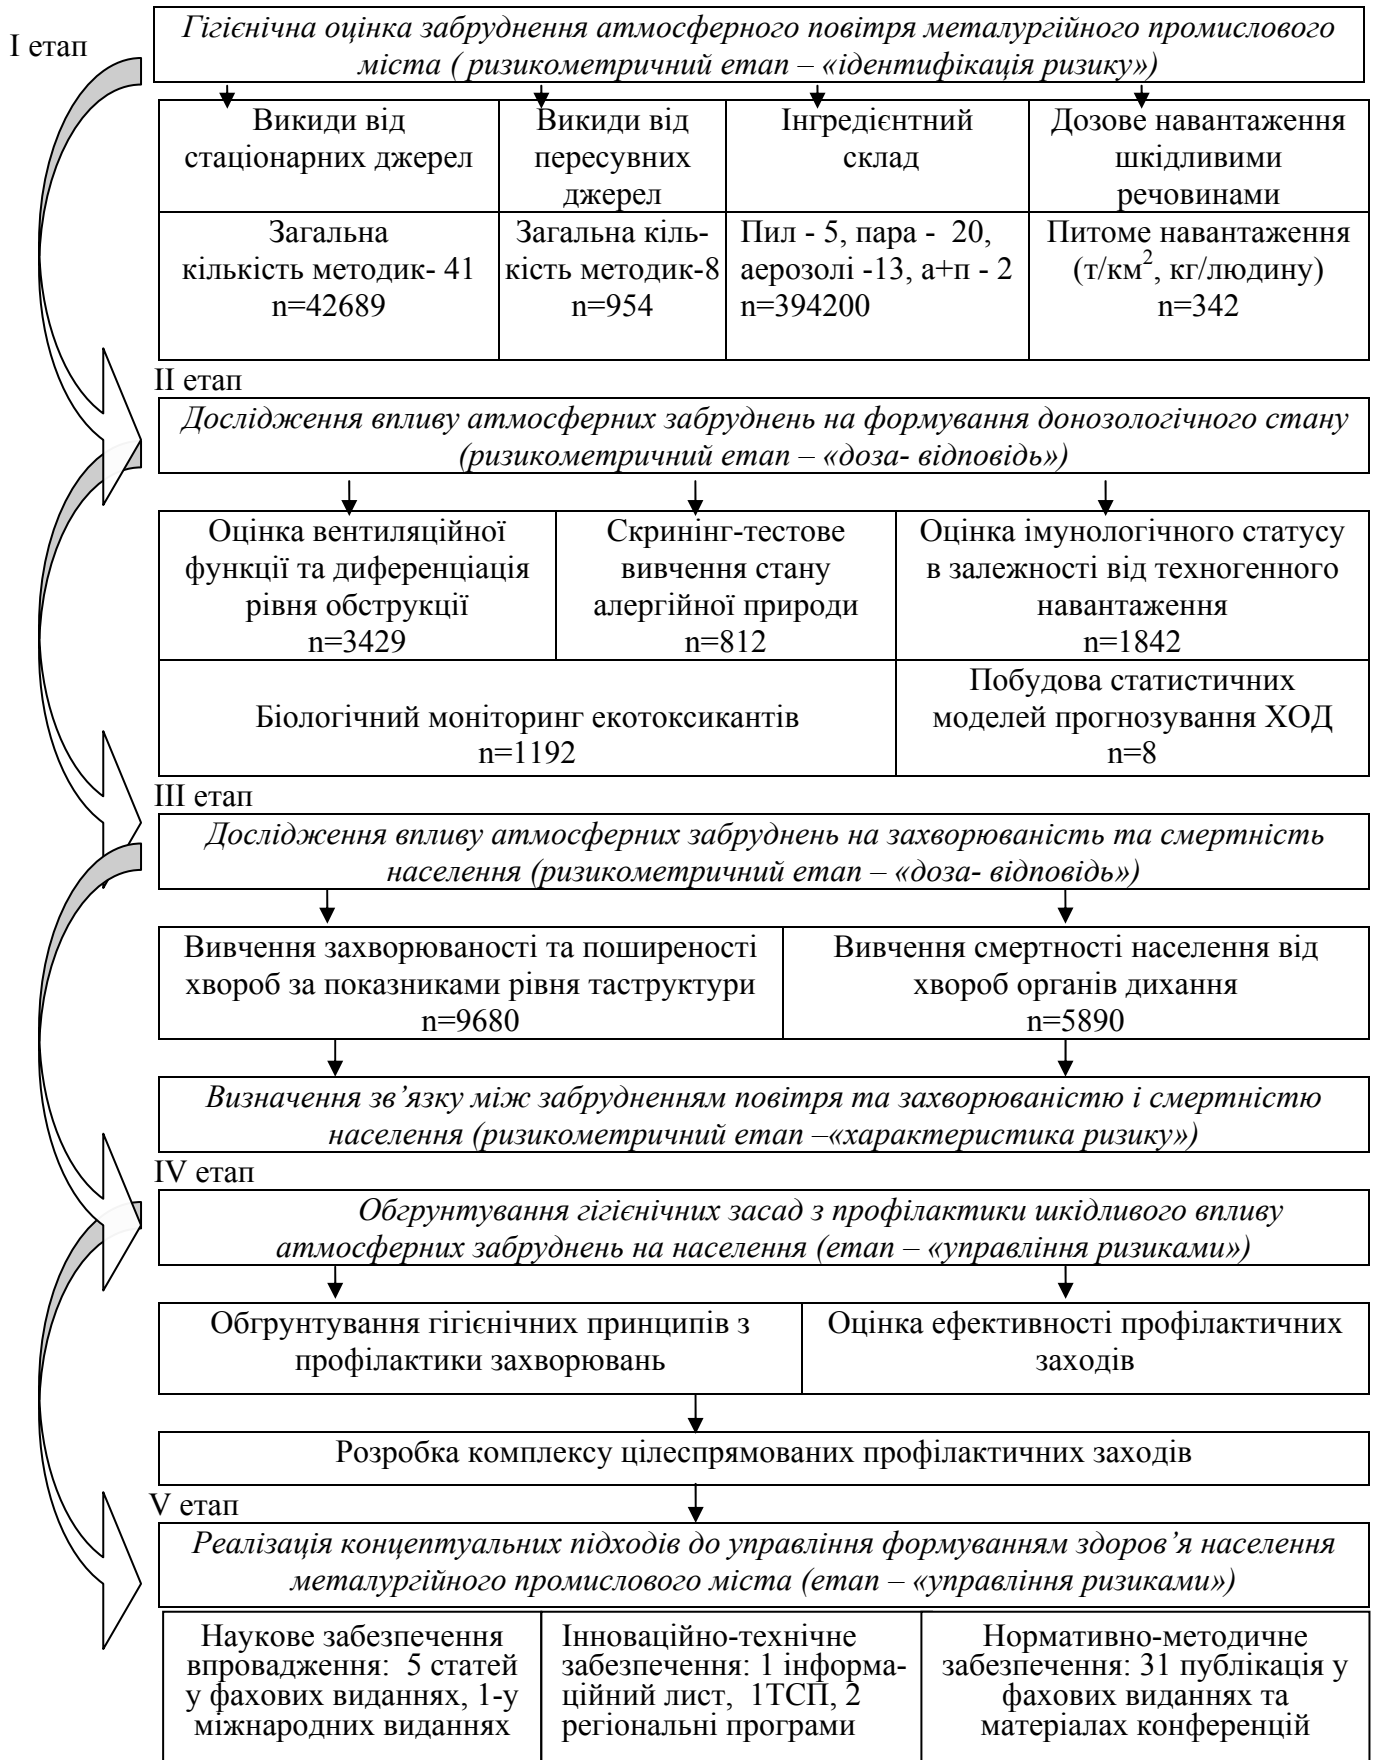 I етап
Гігієнічна оцінка забруднення атмосферного повітря металургійного промислового
міста ( ризикометричний етап – «ідентифікація ризику»)
Викиди від
стаціонарних джерел
Викиди від
пересувних
джерел
Інгредієнтний
склад
Дозове навантаження
шкідливими
речовинами
Загальна
кількість методик- 41
n=42689
Загальна кіль-
кість методик-8
n=954
Пил - 5, пара - 20,
аерозолі -13, а+п - 2
n=394200
Питоме навантаження
(т/км², кг/людину)
n=342
II етап
Дослідження впливу атмосферних забруднень на формування донозологічного стану
(ризикометричний етап – «доза- відповідь»)
Оцінка вентиляційної
функції та диференціація
рівня обструкції
n=3429
Скринінг-тестове
вивчення стану
алергійної природи
n=812
Оцінка імунологічного статусу
в залежності від техногенного
навантаження
n=1842
Біологічний моніторинг екотоксикантів
n=1192
Побудова статистичних
моделей прогнозування ХОД
n=8
III етап
Дослідження впливу атмосферних забруднень на захворюваність та смертність
населення (ризикометричний етап – «доза- відповідь»)
Вивчення захворюваності та поширеності
хвороб за показниками рівня таструктури
n=9680
Вивчення смертності населення від
хвороб органів дихання
n=5890
Визначення зв’язку між забрудненням повітря та захворюваністю і смертністю
населення (ризикометричний етап –«характеристика ризику»)
IV етап
Обгрунтування гігієнічних засад з профілактики шкідливого впливу
атмосферних забруднень на населення (етап – «управління ризиками»)
Обгрунтування гігієнічних принципів з
профілактики захворювань
Оцінка ефективності профілактичних
заходів
Розробка комплексу цілеспрямованих профілактичних заходів
V етап
Реалізація концептуальних підходів до управління формуванням здоров’я населення
металургійного промислового міста (етап – «управління ризиками»)
Наукове забезпечення
впровадження: 5 статей
у фахових виданнях, 1-у
міжнародних виданнях
Інноваційно-технічне
забезпечення: 1 інформа-
ційний лист, 1ТСП, 2
регіональні програми
Нормативно-методичне
забезпечення: 31 публікація у
фахових виданнях та
матеріалах конференцій